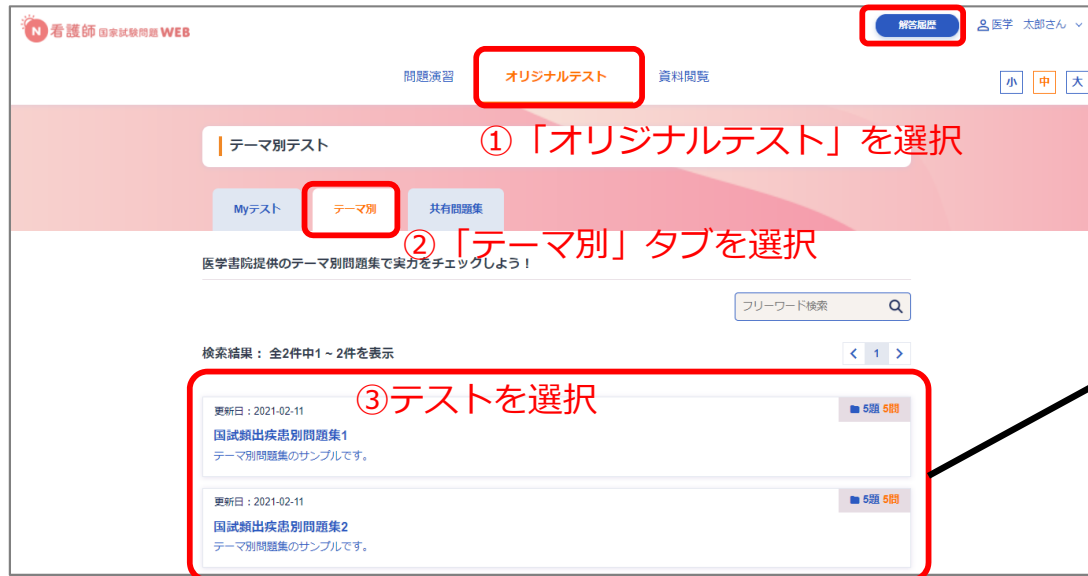 N 看護師 国家試験問題 WEB
解答履歴
医学 太郎さん
問題演習 オリジナルテスト 資料閲覧
小 中 大
①「オリジナルテスト」を選択
テーマ別テスト
Myテスト テーマ別 共有問題集
②「テーマ別」タブを選択
医学書院提供のテーマ別問題集で実力をチェックしよう！
フリーワード検索
検索結果： 全2件中1 ~ 2件を表示
< 1 >
③テストを選択
更新日：2021-02-11
5題 5問
国試頻出疾患別問題集1
テーマ別問題集のサンプルです。
更新日：2021-02-11
5題 5問
国試頻出疾患別問題集2
テーマ別問題集のサンプルです。